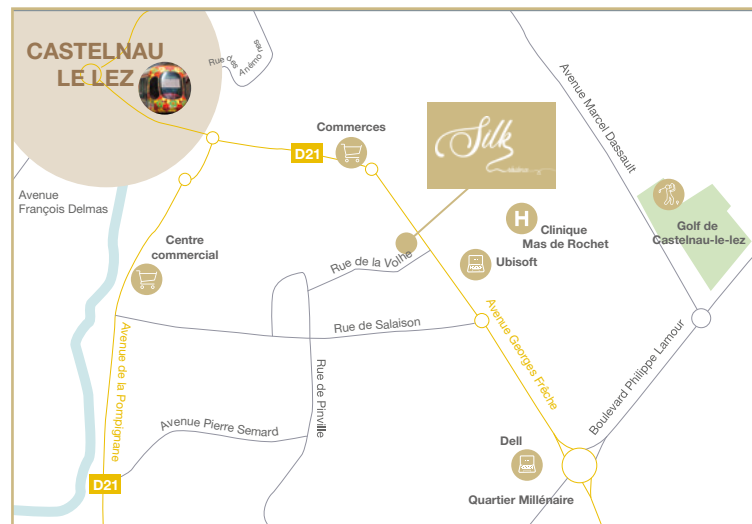 CASTELNAU
LE LEZ
Rue des
Anémones
Avenue Marcel Dassault
Commerces
D21
Silk
Avenue
François Delmas
Golf de
Castelnau-le-lez
H
Clinique
Mas de Rochet
Centre
commercial
Rue de la Volhe
Ubisoft
Rue de Salaison
Avenue Georges Frêche
Boulevard Philippe Lamour
Avenue de la Pompignane
Rue de Pinville
Avenue Pierre Semard
Dell
D21
Quartier Millénaire